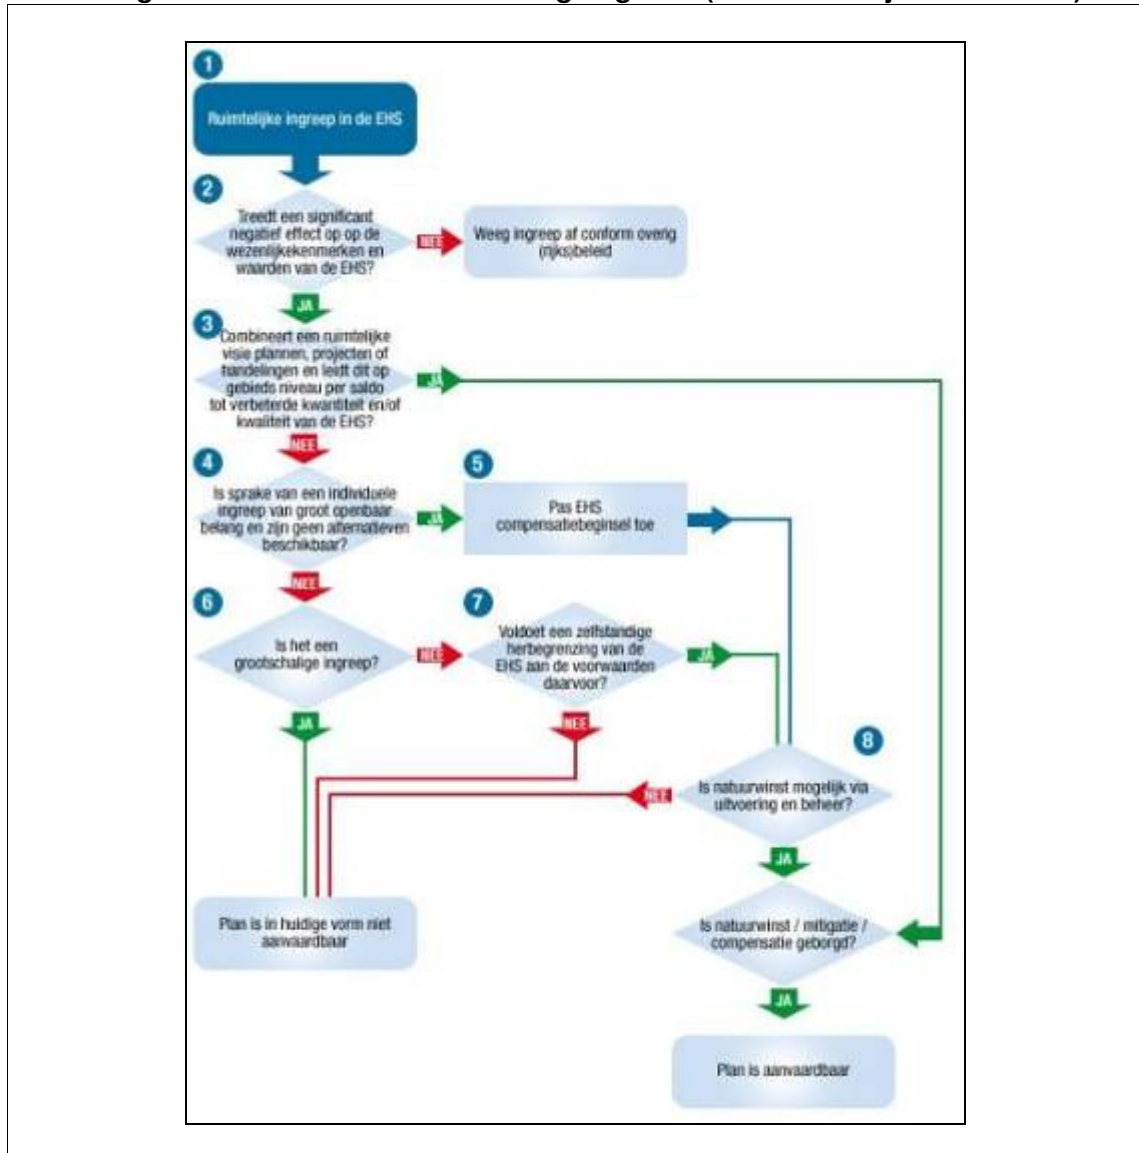 1
Ruimtelijke ingreep in de EHS
2
Treedt een significant
negatief effect op op de
wezenlijkekenmerken en
waarden van de EHS?
NEE
Weeg ingreep af conform overig
(rijks)beleid
JA
3
Combineert een ruimtelijke
visie plannen, projecten of
handelingen en leidt dit op
gebieds niveau per saldo
tot verbeterde kwantiteit en/of
kwaliteit van de EHS?
JA
NEE
4
Is sprake van een individuele
ingreep van groot openbaar
belang en zijn geen alternatieven
beschikbaar?
JA
5
Pas EHS
compensatiebeginsel toe
NEE
6
Is het een
grootschalige ingreep?
NEE
7
Voldoet een zelfstandige
herbegrenzing van de
EHS aan de voorwaarden
daarvoor?
JA
JA
NEE
8
Is natuurwinst mogelijk via
uitvoering en beheer?
NEE
JA
Plan is in huidige vorm niet
aanvaardbaar
Is natuurwinst / mitigatie /
compensatie geborgd?
JA
Plan is aanvaardbaar